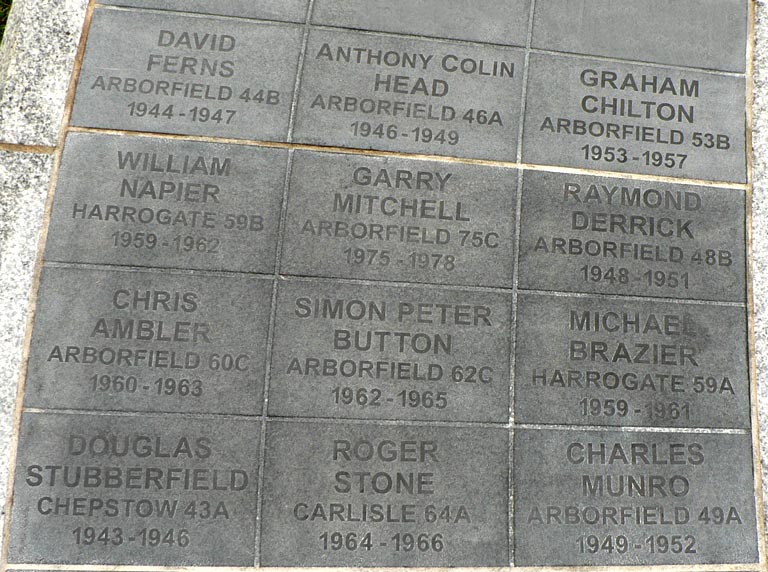 DAVID
FERNS
ARBORFIELD 44B
1944-1947
ANTHONY COLIN
HEAD
ARBORFIELD 46A
1946-1949
GRAHAM
CHILTON
ARBORFIELD 53B
1953-1957
WILLIAM
NAPIER
HARROGATE 59B
1959-1962
GARRY
MITCHELL
ARBORFIELD 75C
1975-1978
RAYMOND
DERRICK
ARBORFIELD 48B
1948-1951
CHRIS
AMBLER
ARBORFIELD 60C
1960-1963
SIMON PETER
BUTTON
ARBORFIELD 62C
1962-1965
MICHAEL
BRAZIER
HARROGATE 59A
1959-1961
DOUGLAS
STUBBERFIELD
CHEPSTOW 43A
1943-1946
ROGER
STONE
CARLISLE 64A
1964-1966
CHARLES
MUNRO
ARBORFIELD 49A
1949-1952